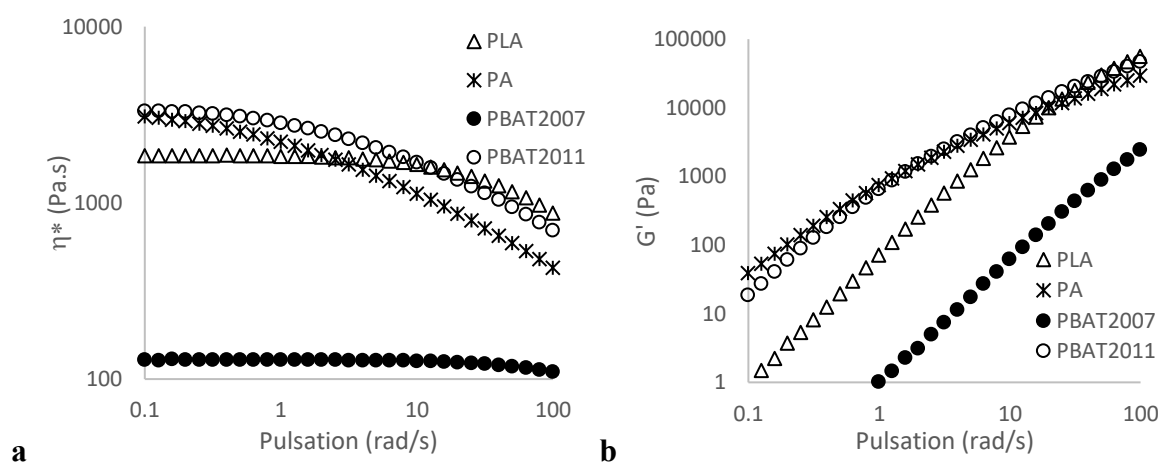 10000
1000
100
η* (Pa.s)
0.1 1 10 100
Pulsation (rad/s)
PLA
PA
PBAT2007
PBAT2011
a
100000
10000
1000
100
10
1
G' (Pa)
0.1 1 10 100
Pulsation (rad/s)
PLA
PA
PBAT2007
PBAT2011
b